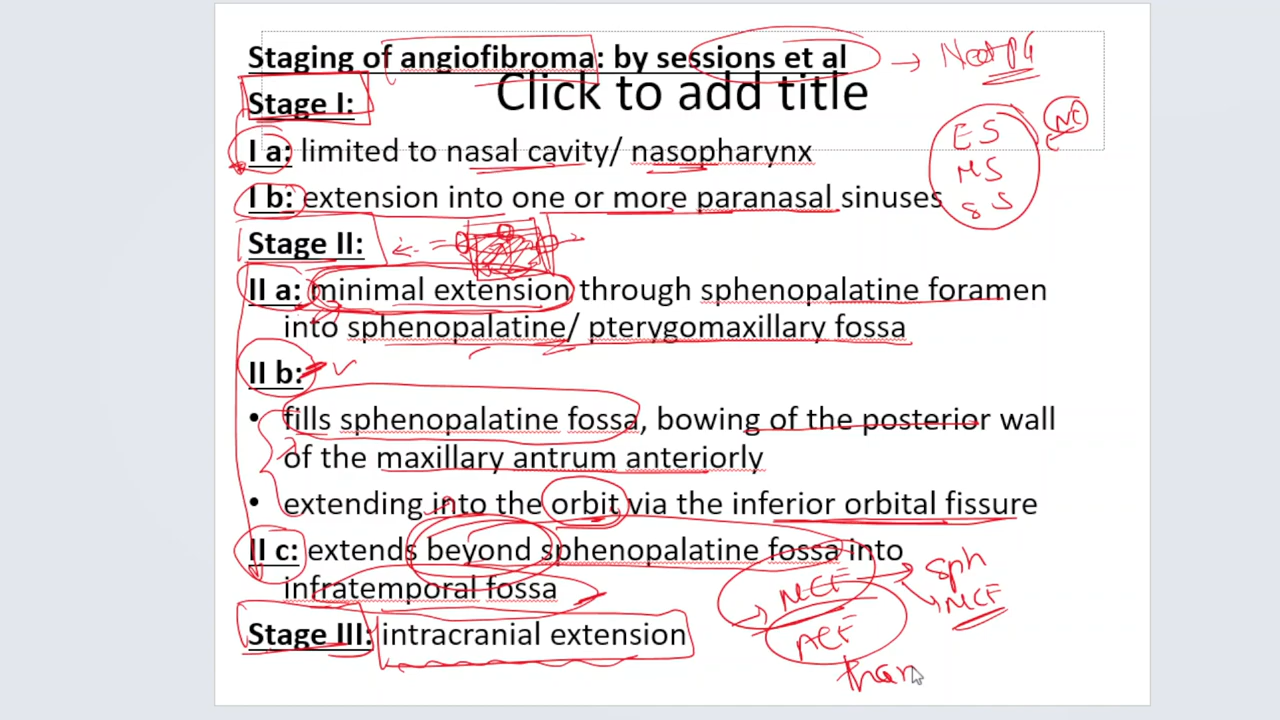 Staging of angiofibroma: by sessions et al
Click to add title
Stage I:
NC
ES
MS
SS
I a: limited to nasal cavity/ nasopharynx
I b: extension into one or more paranasal sinuses
Stage II:
II a: minimal extension through sphenopalatine foramen
into sphenopalatine/ pterygomaxillary fossa
II b:
• fills sphenopalatine fossa, bowing of the posterior wall
of the maxillary antrum anteriorly
• extending into the orbit via the inferior orbital fissure
II c: extends beyond sphenopalatine fossa into
infratemporal fossa
MCF
sph
MCF
Stage III: intracranial extension
ACF
than